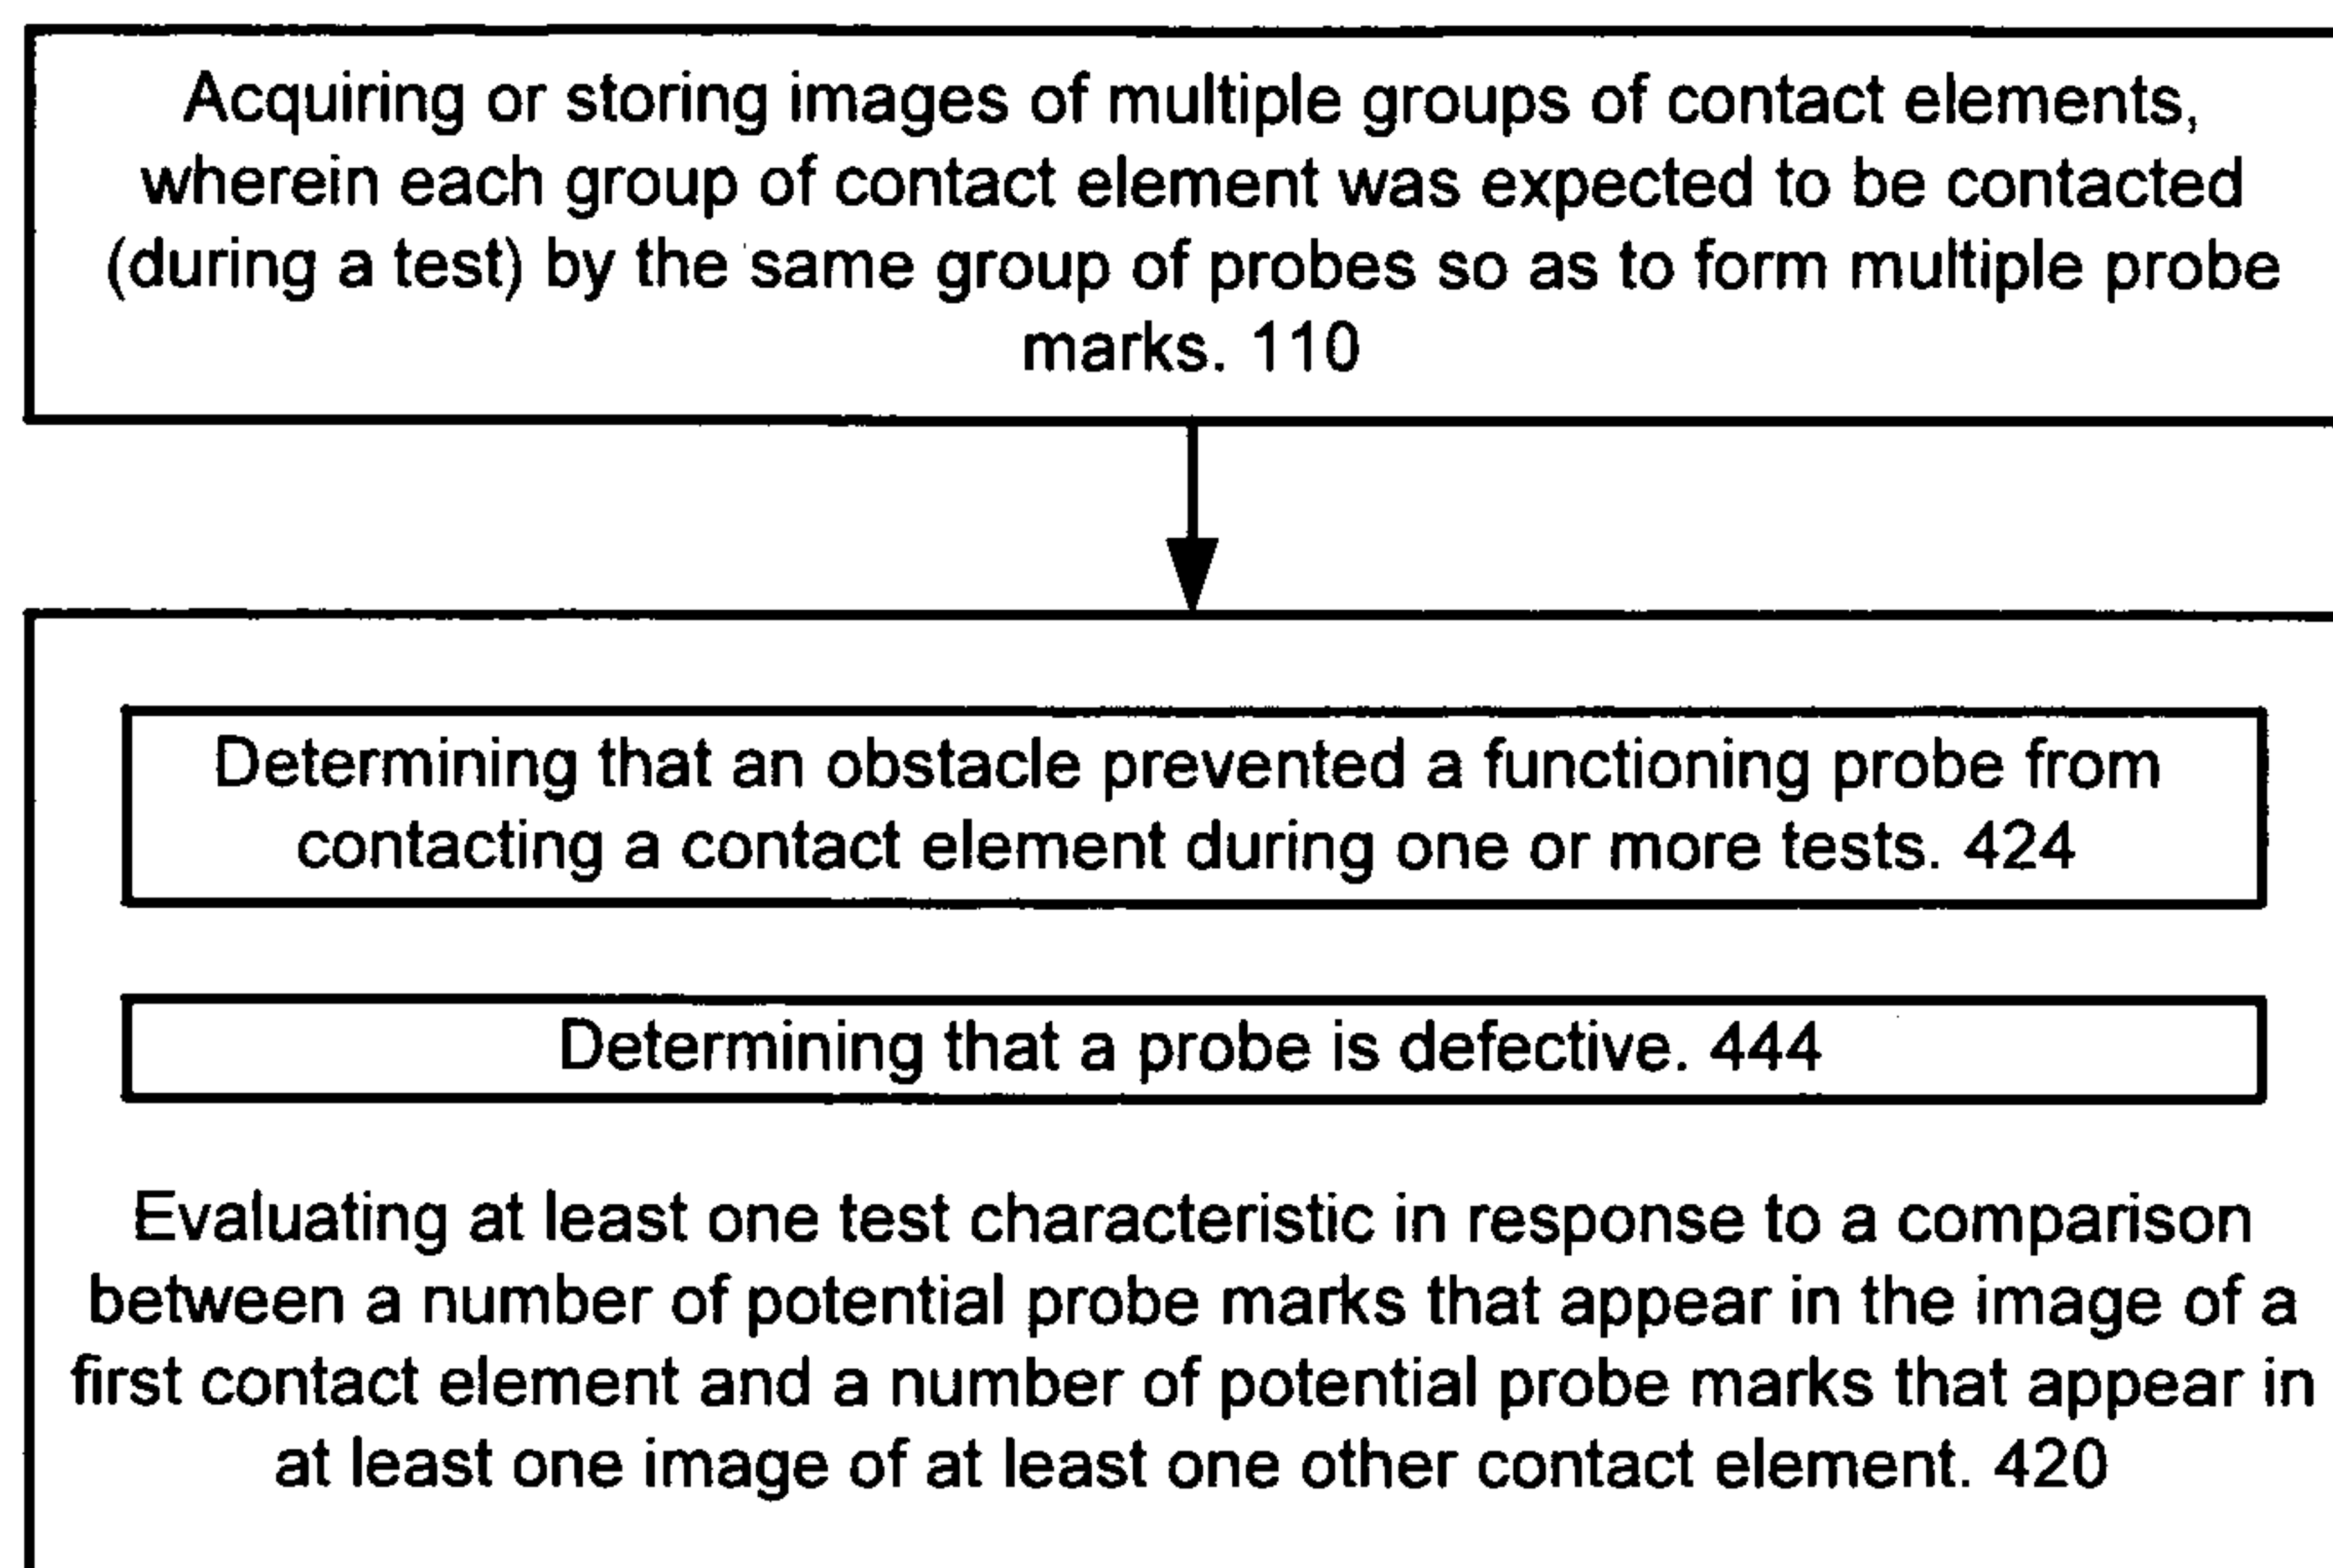 Acquiring or storing images of multiple groups of contact elements,
wherein each group of contact element was expected to be contacted
(during a test) by the same group of probes so as to form multiple probe
marks. 110
Determining that an obstacle prevented a functioning probe from
contacting a contact element during one or more tests. 424
Determining that a probe is defective. 444
Evaluating at least one test characteristic in response to a comparison
between a number of potential probe marks that appear in the image of a
first contact element and a number of potential probe marks that appear in
at least one image of at least one other contact element. 420